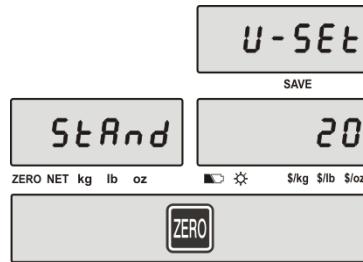 U-SEt
SAVE
StAnd
20
ZERO NET kg lb oz
$/kg $/lb $/oz
ZERO